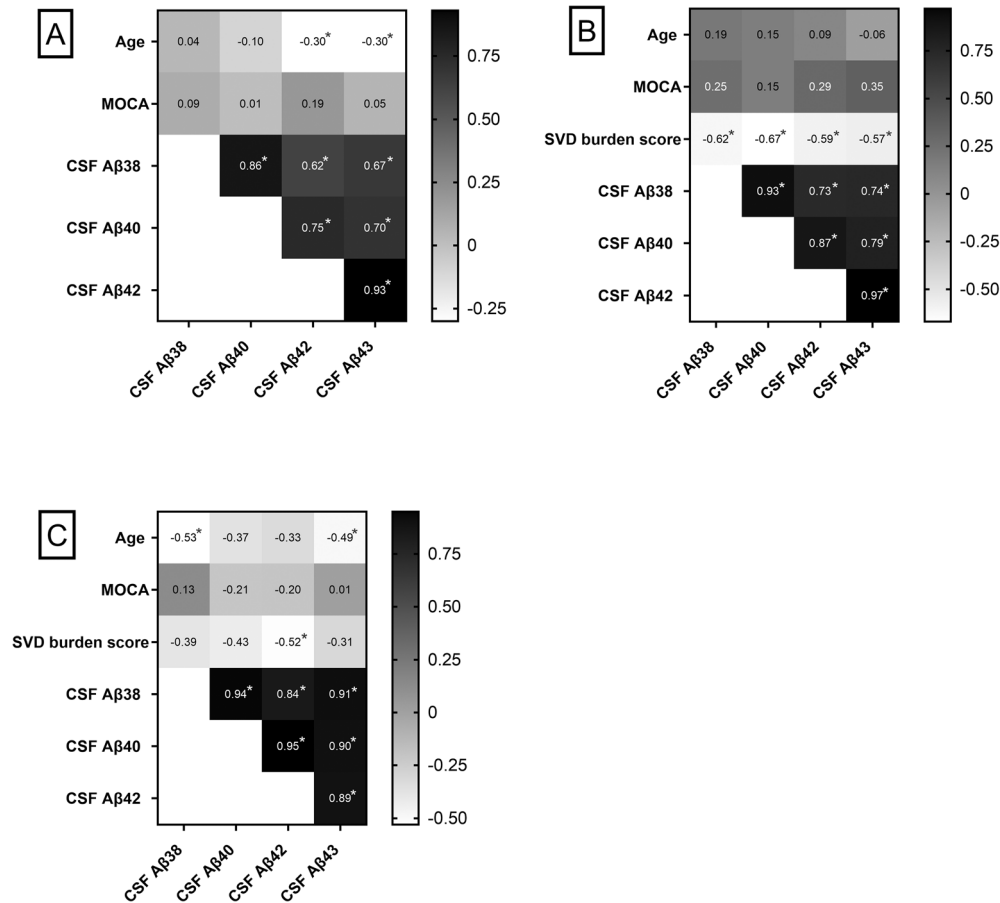 A
Age 0.04 -0.10 -0.30* -0.30*
MOCA 0.09 0.01 0.19 0.05
CSF Aβ38 0.86* 0.62* 0.67*
CSF Aβ40 0.75* 0.70*
CSF Aβ42 0.93*
CSF Aβ38 CSF Aβ40 CSF Aβ42 CSF Aβ43
0.75
0.50
0.25
0
-0.25
B
Age 0.19 0.15 0.09 -0.06
MOCA 0.25 0.15 0.29 0.35
SVD burden score -0.62* -0.67* -0.59* -0.57*
CSF Aβ38 0.93* 0.73* 0.74*
CSF Aβ40 0.87* 0.79*
CSF Aβ42 0.97*
CSF Aβ38 CSF Aβ40 CSF Aβ42 CSF Aβ43
0.75
0.50
0.25
0
-0.25
-0.50
C
Age -0.53* -0.37 -0.33 -0.49*
MOCA 0.13 -0.21 -0.20 0.01
SVD burden score -0.39 -0.43 -0.52* -0.31
CSF Aβ38 0.94* 0.84* 0.91*
CSF Aβ40 0.95* 0.90*
CSF Aβ42 0.89*
CSF Aβ38 CSF Aβ40 CSF Aβ42 CSF Aβ43
0.75
0.50
0.25
0
-0.25
-0.50